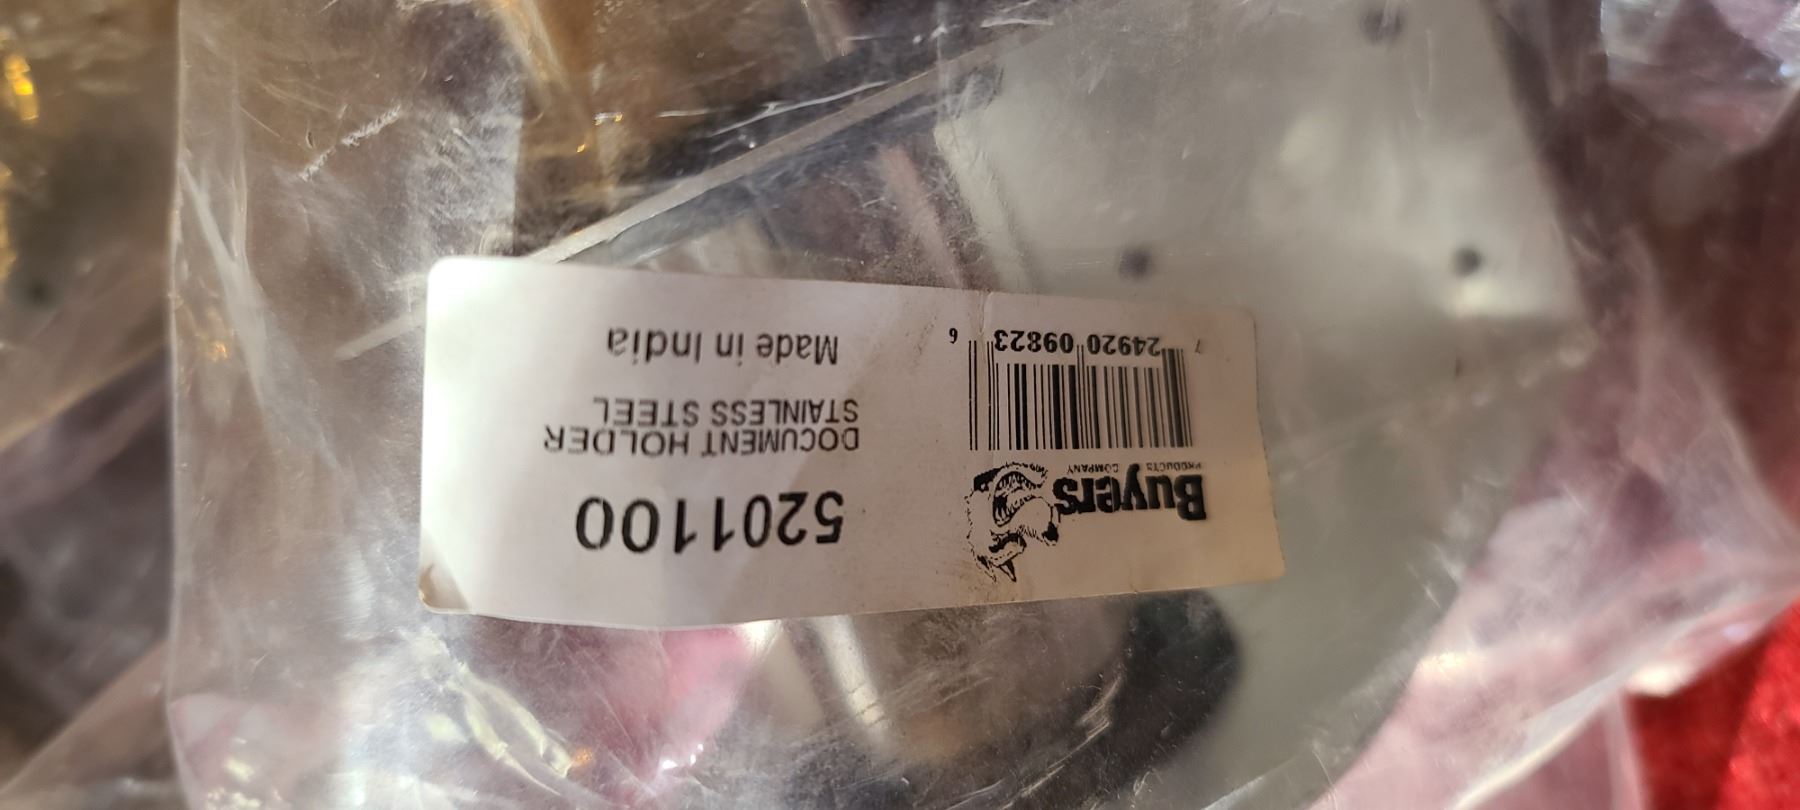 Buyers
PRODUCTS COMPANY
7 24920 09823 6
5201100
DOCUMENT HOLDER
STAINLESS STEEL
Made in India